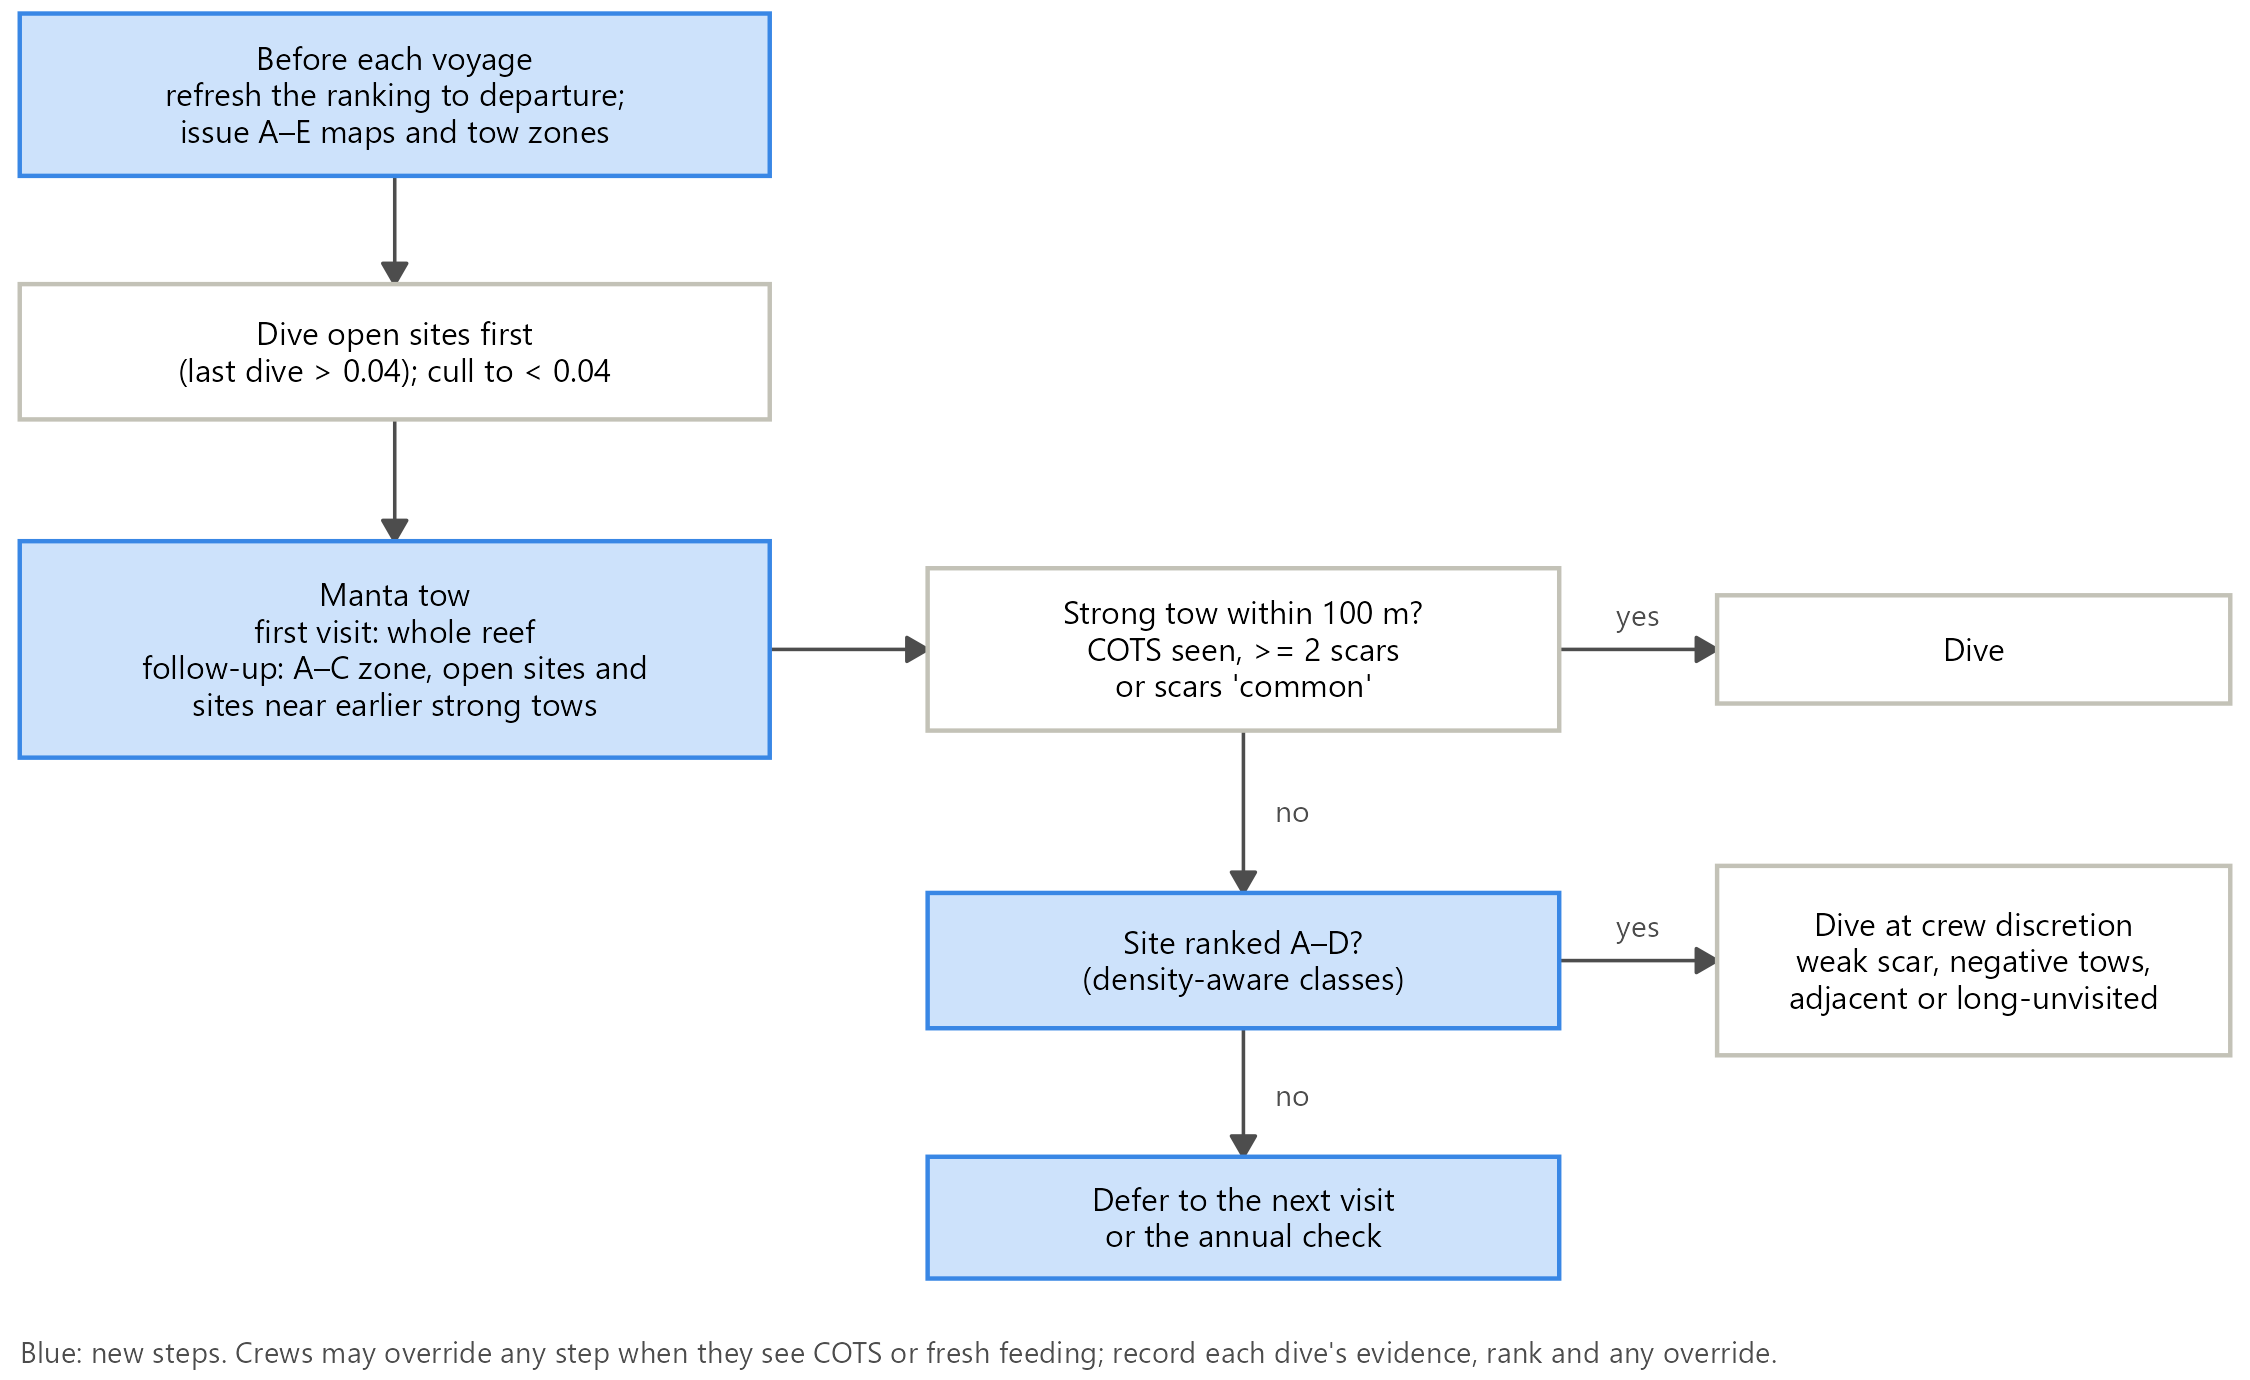 Before each voyage
refresh the ranking to departure;
issue A–E maps and tow zones
Dive open sites first
(last dive > 0.04); cull to < 0.04
Manta tow
first visit: whole reef
follow-up: A–C zone, open sites and
sites near earlier strong tows
Strong tow within 100 m?
COTS seen, >= 2 scars
or scars 'common'
yes
Dive
no
Site ranked A–D?
(density-aware classes)
yes
Dive at crew discretion
weak scar, negative tows,
adjacent or long-unvisited
no
Defer to the next visit
or the annual check
Blue: new steps. Crews may override any step when they see COTS or fresh feeding; record each dive's evidence, rank and any override.